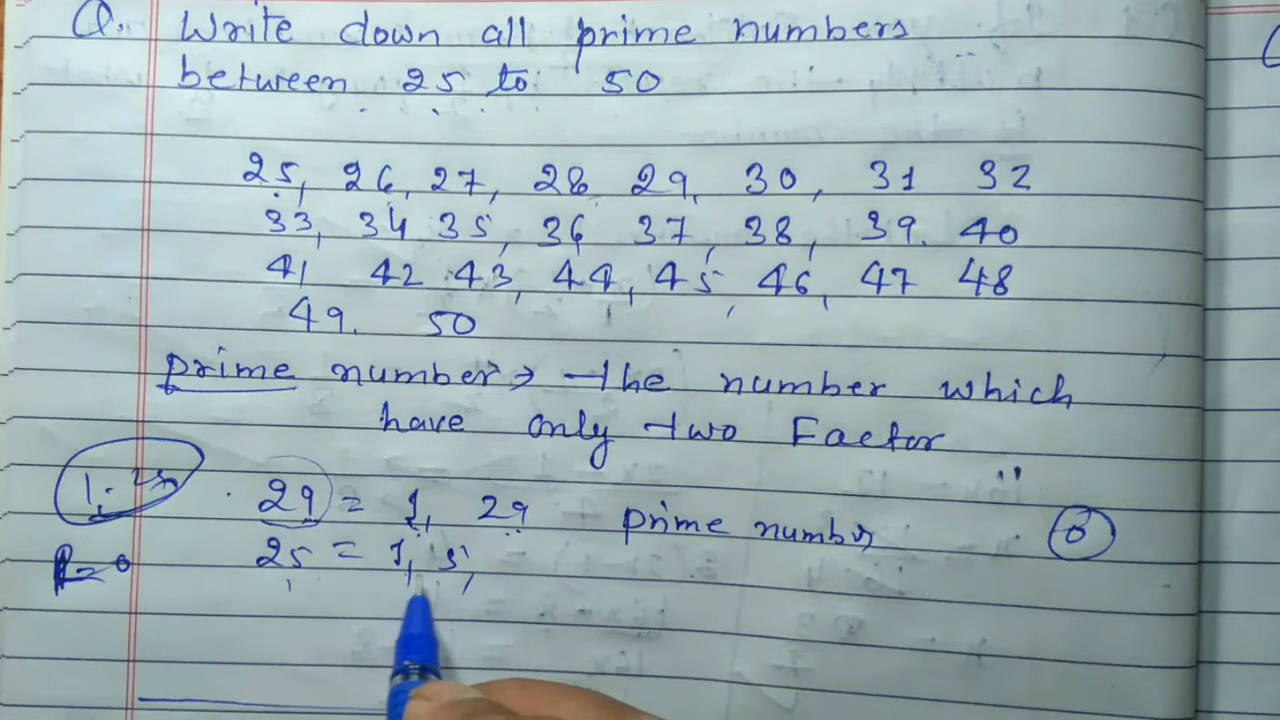 Q. Write down all prime numbers
between 25 to 50
25, 26, 27, 28 29, 30, 31 32
33, 34 35, 36 37, 38, 39. 40
41 42 43, 44, 45, 46, 47 48
49. 50
prime number → The number which
have only two Factor
29 = 1, 29 prime number 6
25 = 1, 5,